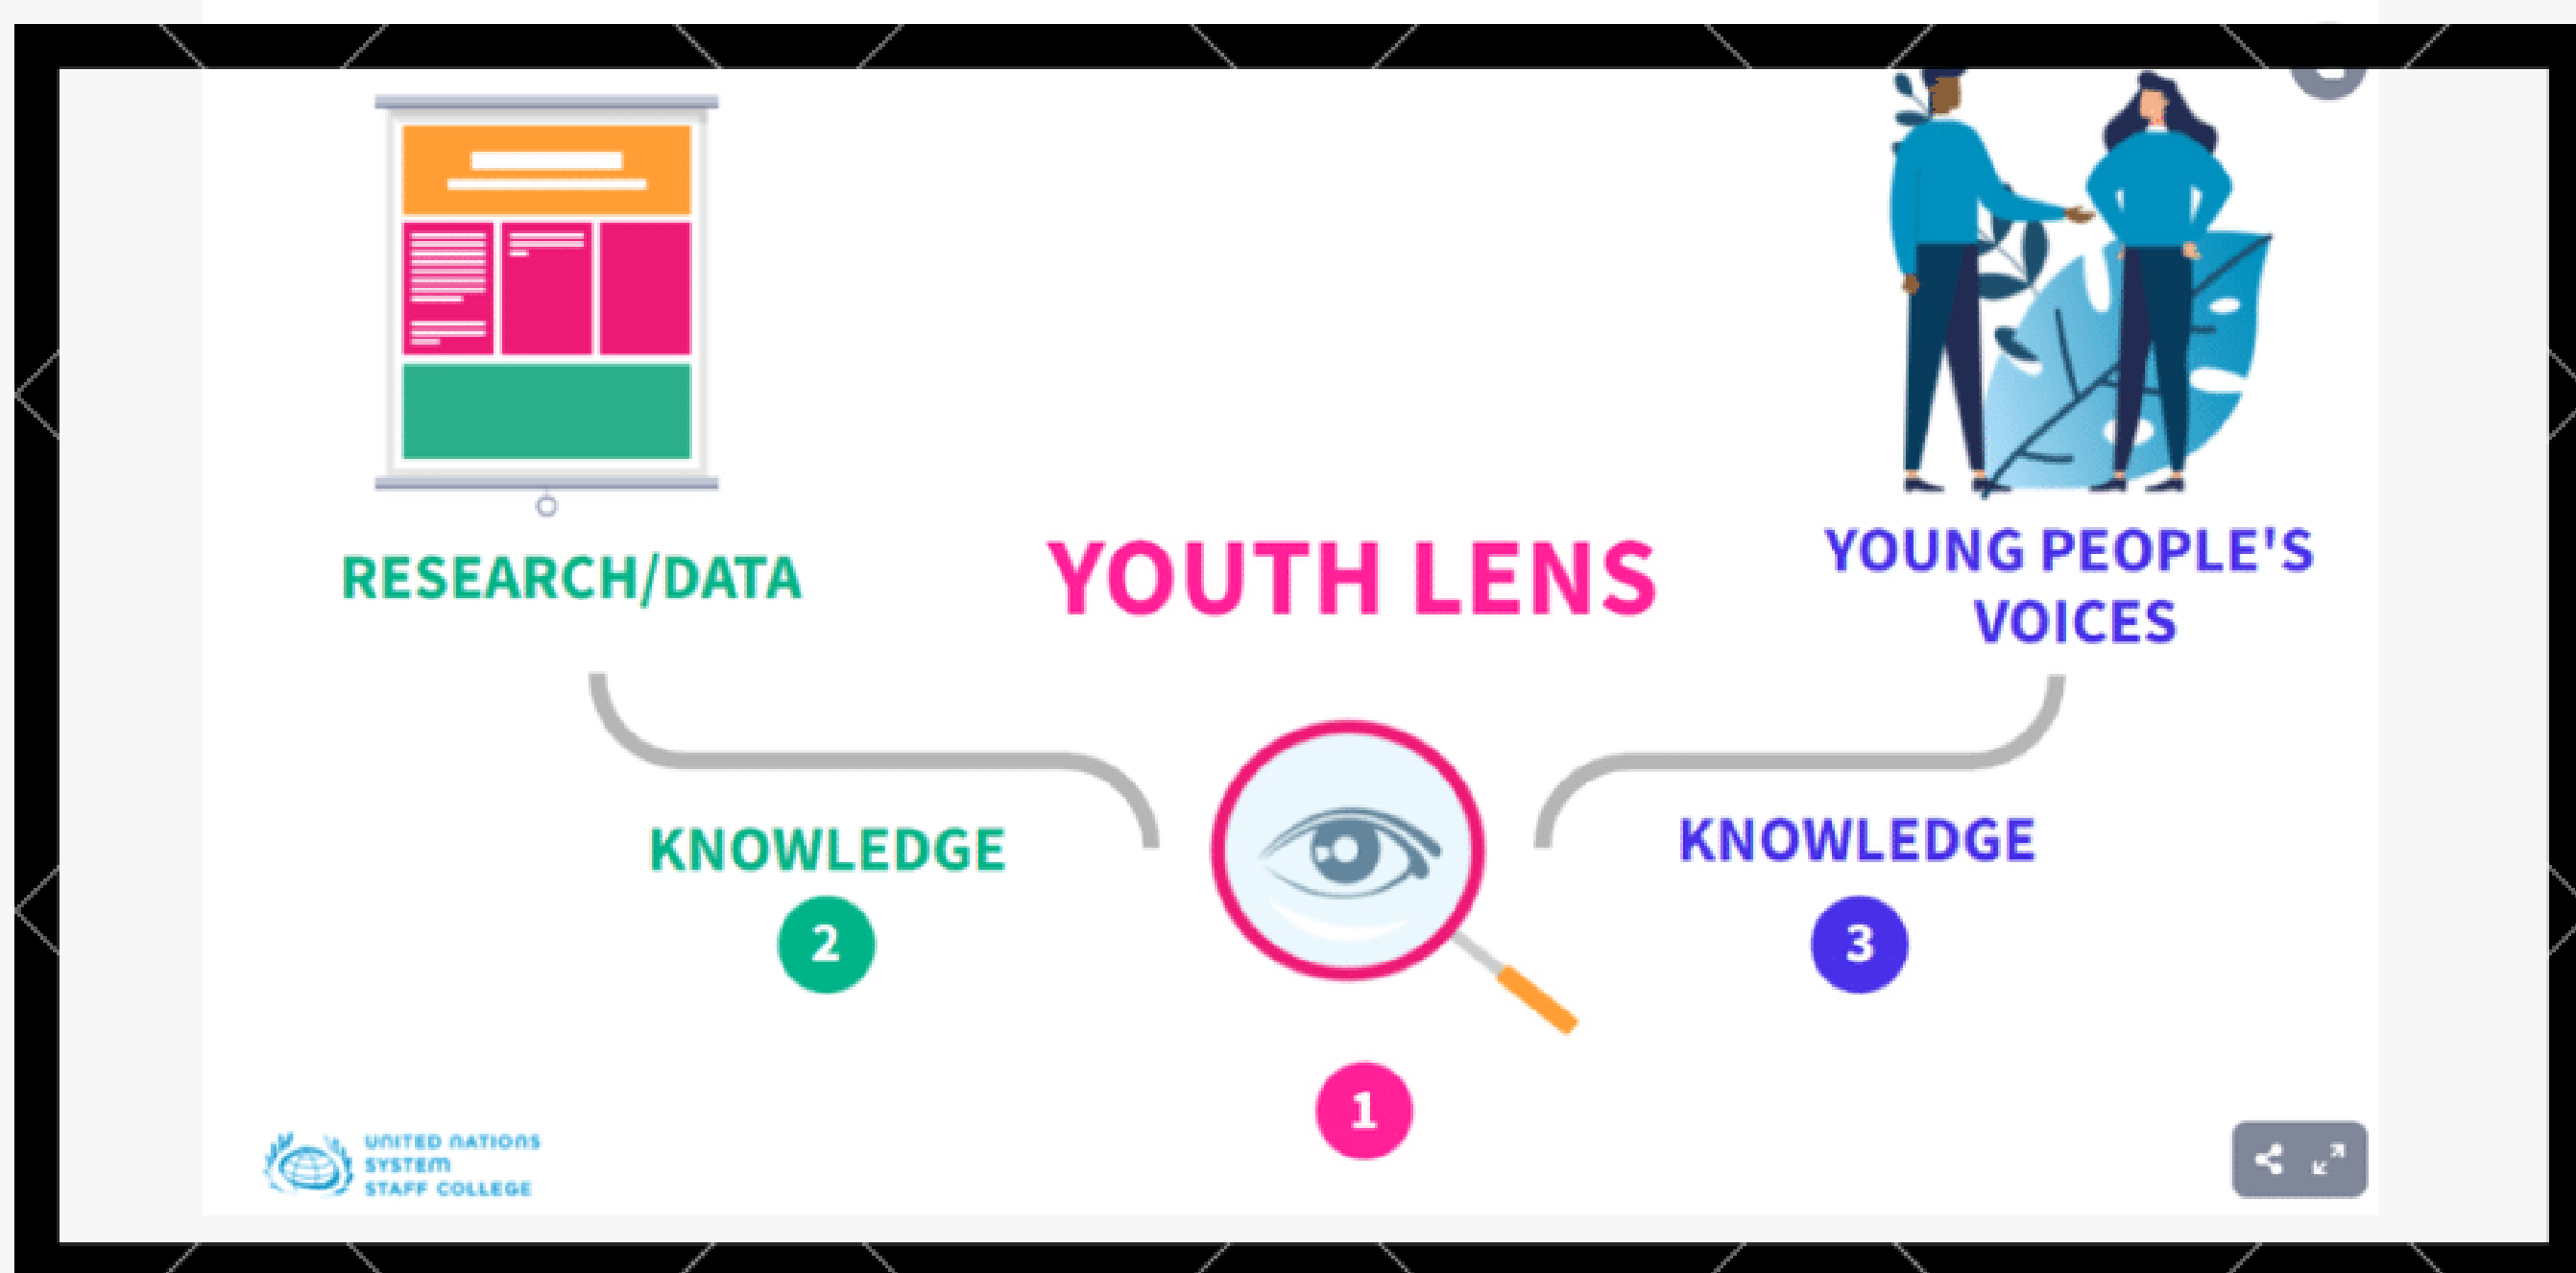 RESEARCH/DATA
YOUTH LENS
YOUNG PEOPLE'S
VOICES
KNOWLEDGE
2
KNOWLEDGE
3
1
UNITED NATIONS
SYSTEM
STAFF COLLEGE